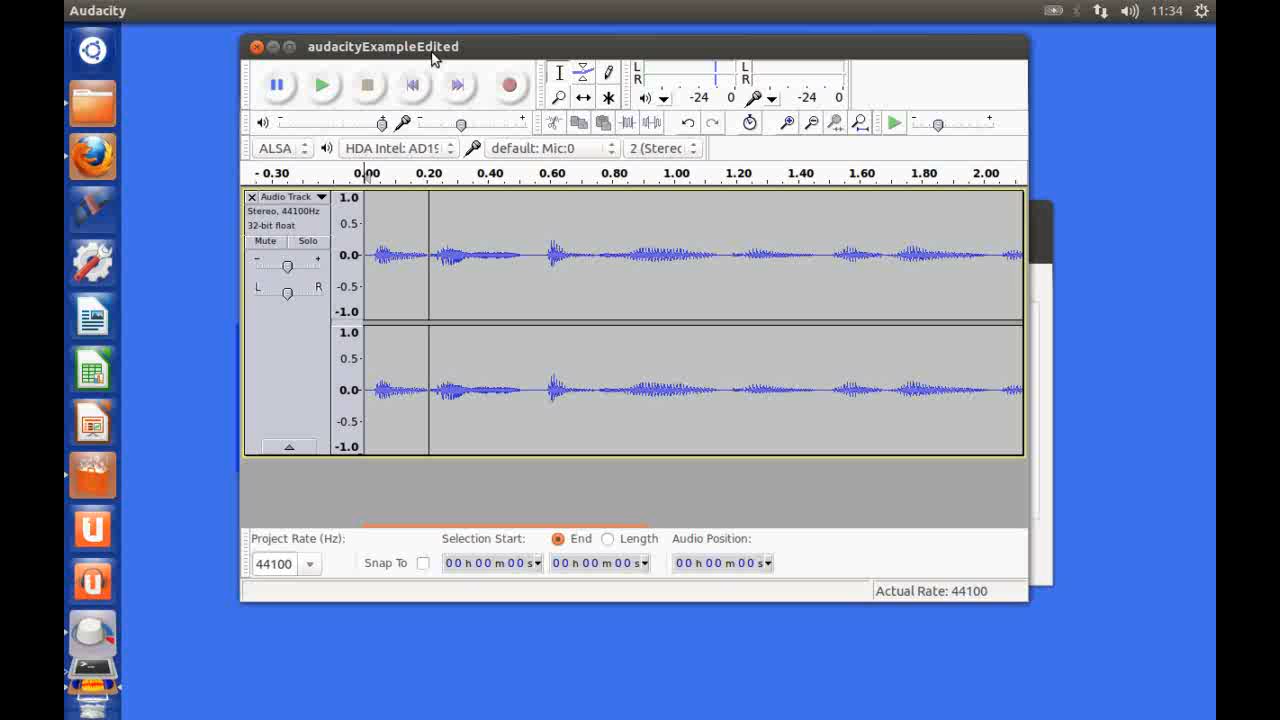 Audacity
11:34
audacityExampleEdited
L
R
-24 0
L
R
-24 0
ALSA
HDA Intel: AD19
default: Mic:0
2 (Stereo
- 0.30 0.00 0.20 0.40 0.60 0.80 1.00 1.20 1.40 1.60 1.80 2.00
Audio Track
Stereo, 44100Hz
32-bit float
Mute Solo
- +
L R
1.0
0.5-
0.0-
-0.5-
-1.0
1.0
0.5-
0.0-
-0.5-
-1.0
Project Rate (Hz):
44100
Snap To
Selection Start:
End
Length
Audio Position:
00 h 00 m 00 s
00 h 00 m 00 s
00 h 00 m 00 s
Actual Rate: 44100